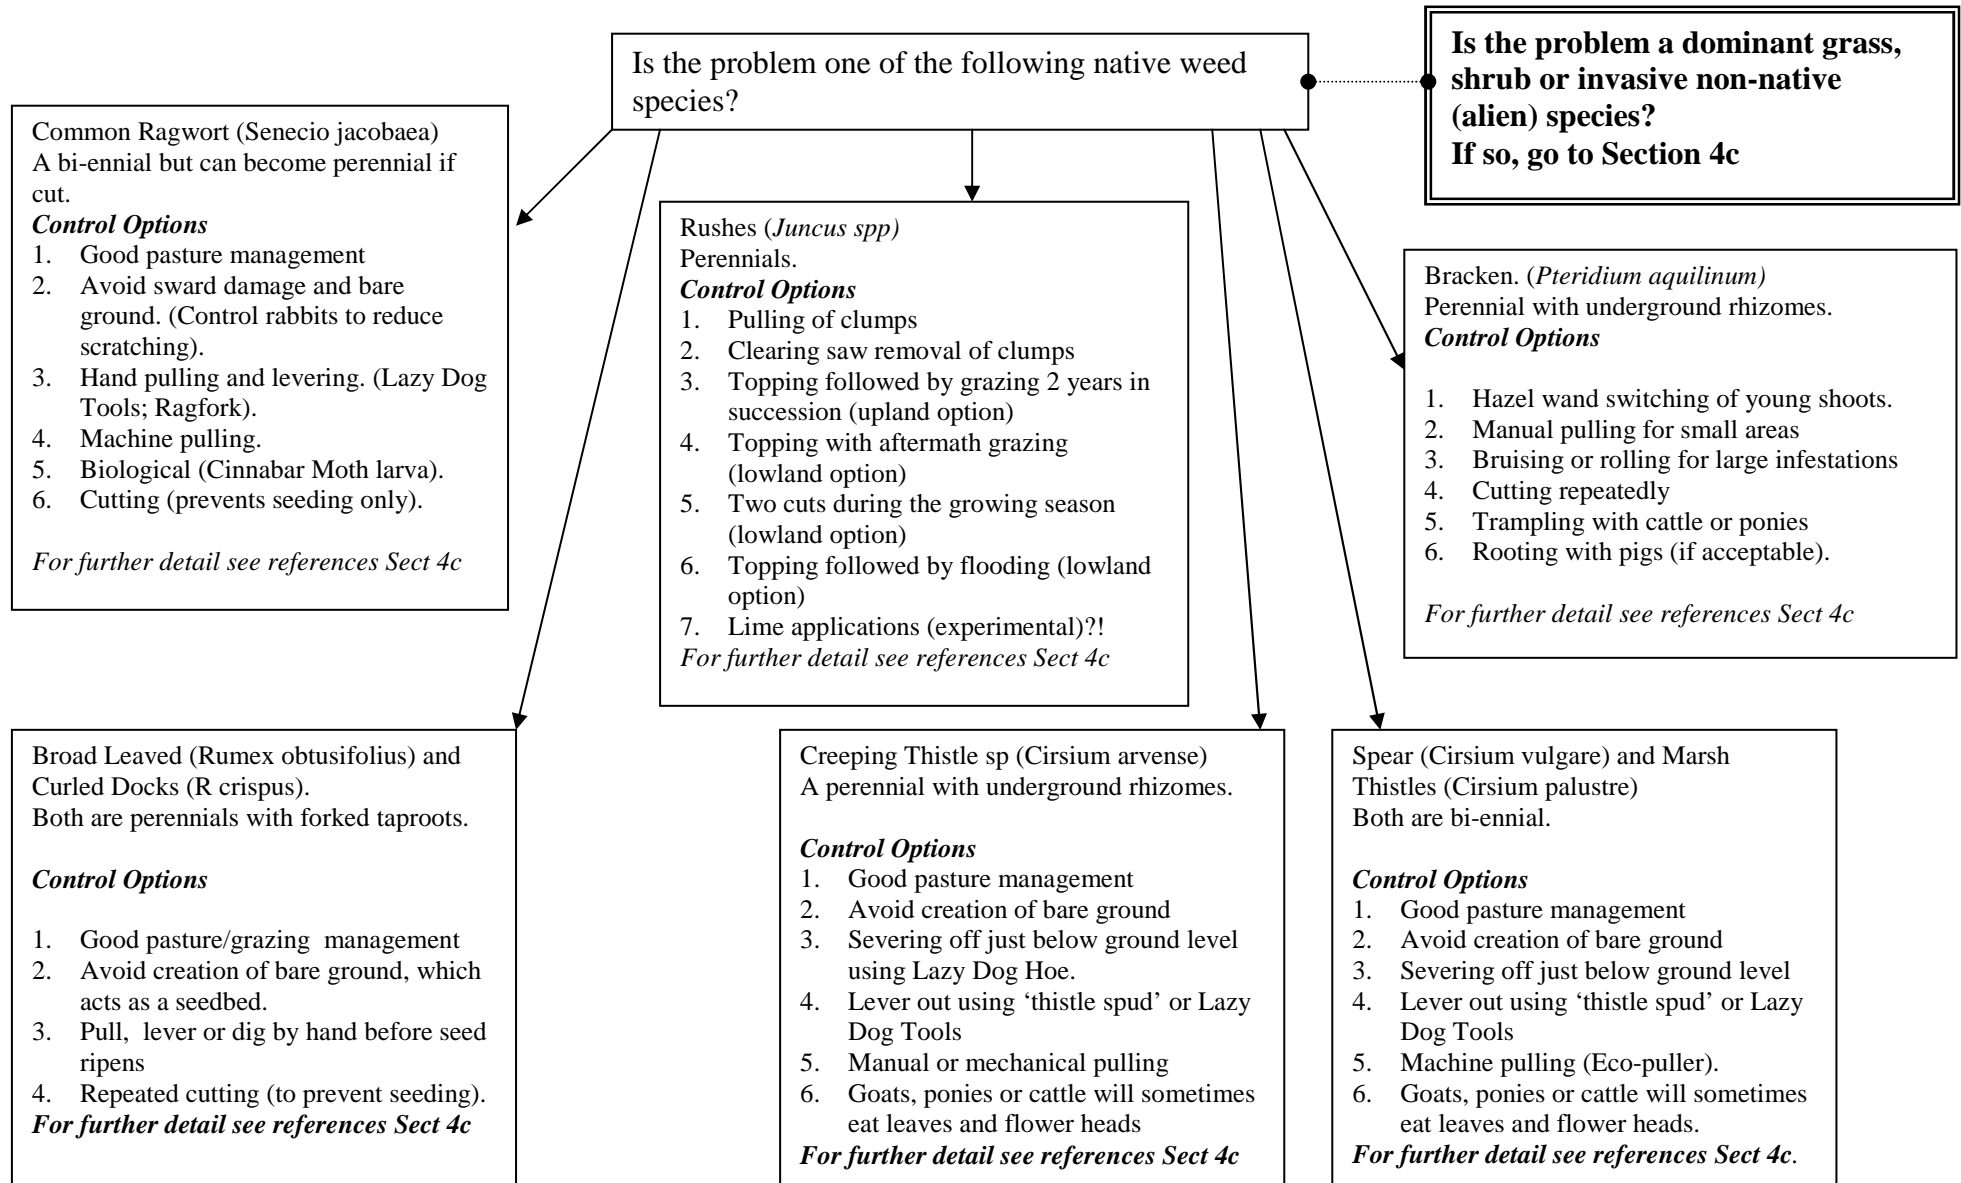 Is the problem one of the following native weed
species?
Is the problem a dominant grass,
shrub or invasive non-native
(alien) species?
If so, go to Section 4c
Common Ragwort (Senecio jacobaea)
A bi-ennial but can become perennial if
cut.
Control Options
1. Good pasture management
2. Avoid sward damage and bare
ground. (Control rabbits to reduce
scratching).
3. Hand pulling and levering. (Lazy Dog
Tools; Ragfork).
4. Machine pulling.
5. Biological (Cinnabar Moth larva).
6. Cutting (prevents seeding only).
For further detail see references Sect 4c
Rushes (Juncus spp)
Perennials.
Control Options
1. Pulling of clumps
2. Clearing saw removal of clumps
3. Topping followed by grazing 2 years in
succession (upland option)
4. Topping with aftermath grazing
(lowland option)
5. Two cuts during the growing season
(lowland option)
6. Topping followed by flooding (lowland
option)
7. Lime applications (experimental)?!
For further detail see references Sect 4c
Bracken. (Pteridium aquilinum)
Perennial with underground rhizomes.
Control Options
1. Hazel wand switching of young shoots.
2. Manual pulling for small areas
3. Bruising or rolling for large infestations
4. Cutting repeatedly
5. Trampling with cattle or ponies
6. Rooting with pigs (if acceptable).
For further detail see references Sect 4c
Broad Leaved (Rumex obtusifolius) and
Curled Docks (R crispus).
Both are perennials with forked taproots.
Control Options
1. Good pasture/grazing management
2. Avoid creation of bare ground, which
acts as a seedbed.
3. Pull, lever or dig by hand before seed
ripens
4. Repeated cutting (to prevent seeding).
For further detail see references Sect 4c
Creeping Thistle sp (Cirsium arvense)
A perennial with underground rhizomes.
Control Options
1. Good pasture management
2. Avoid creation of bare ground
3. Severing off just below ground level
using Lazy Dog Hoe.
4. Lever out using ‘thistle spud’ or Lazy
Dog Tools
5. Manual or mechanical pulling
6. Goats, ponies or cattle will sometimes
eat leaves and flower heads
For further detail see references Sect 4c
Spear (Cirsium vulgare) and Marsh
Thistles (Cirsium palustre)
Both are bi-ennial.
Control Options
1. Good pasture management
2. Avoid creation of bare ground
3. Severing off just below ground level
4. Lever out using ‘thistle spud’ or Lazy
Dog Tools
5. Machine pulling (Eco-puller).
6. Goats, ponies or cattle will sometimes
eat leaves and flower heads.
For further detail see references Sect 4c.